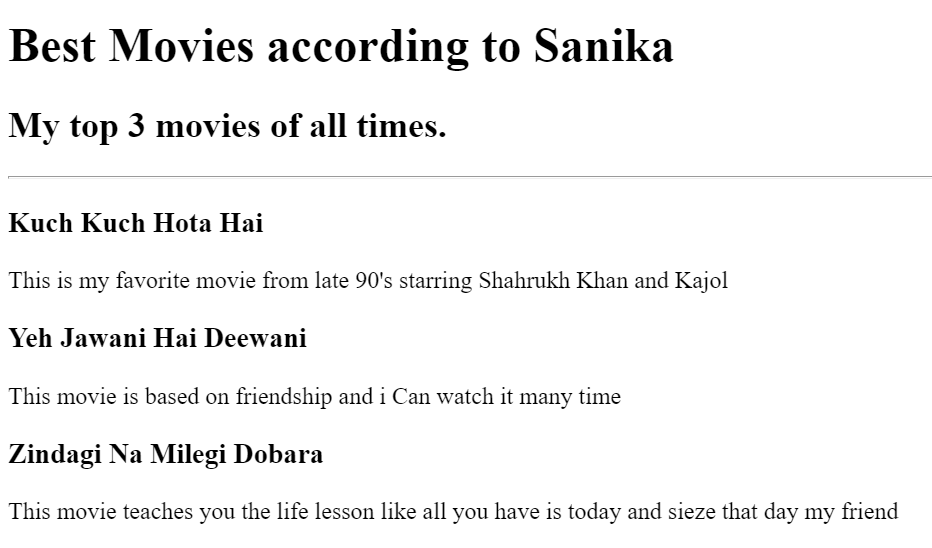 Best Movies according to Sanika
My top 3 movies of all times.
Kuch Kuch Hota Hai
This is my favorite movie from late 90's starring Shahrukh Khan and Kajol
Yeh Jawani Hai Deewani
This movie is based on friendship and i Can watch it many time
Zindagi Na Milegi Dobara
This movie teaches you the life lesson like all you have is today and sieze that day my friend